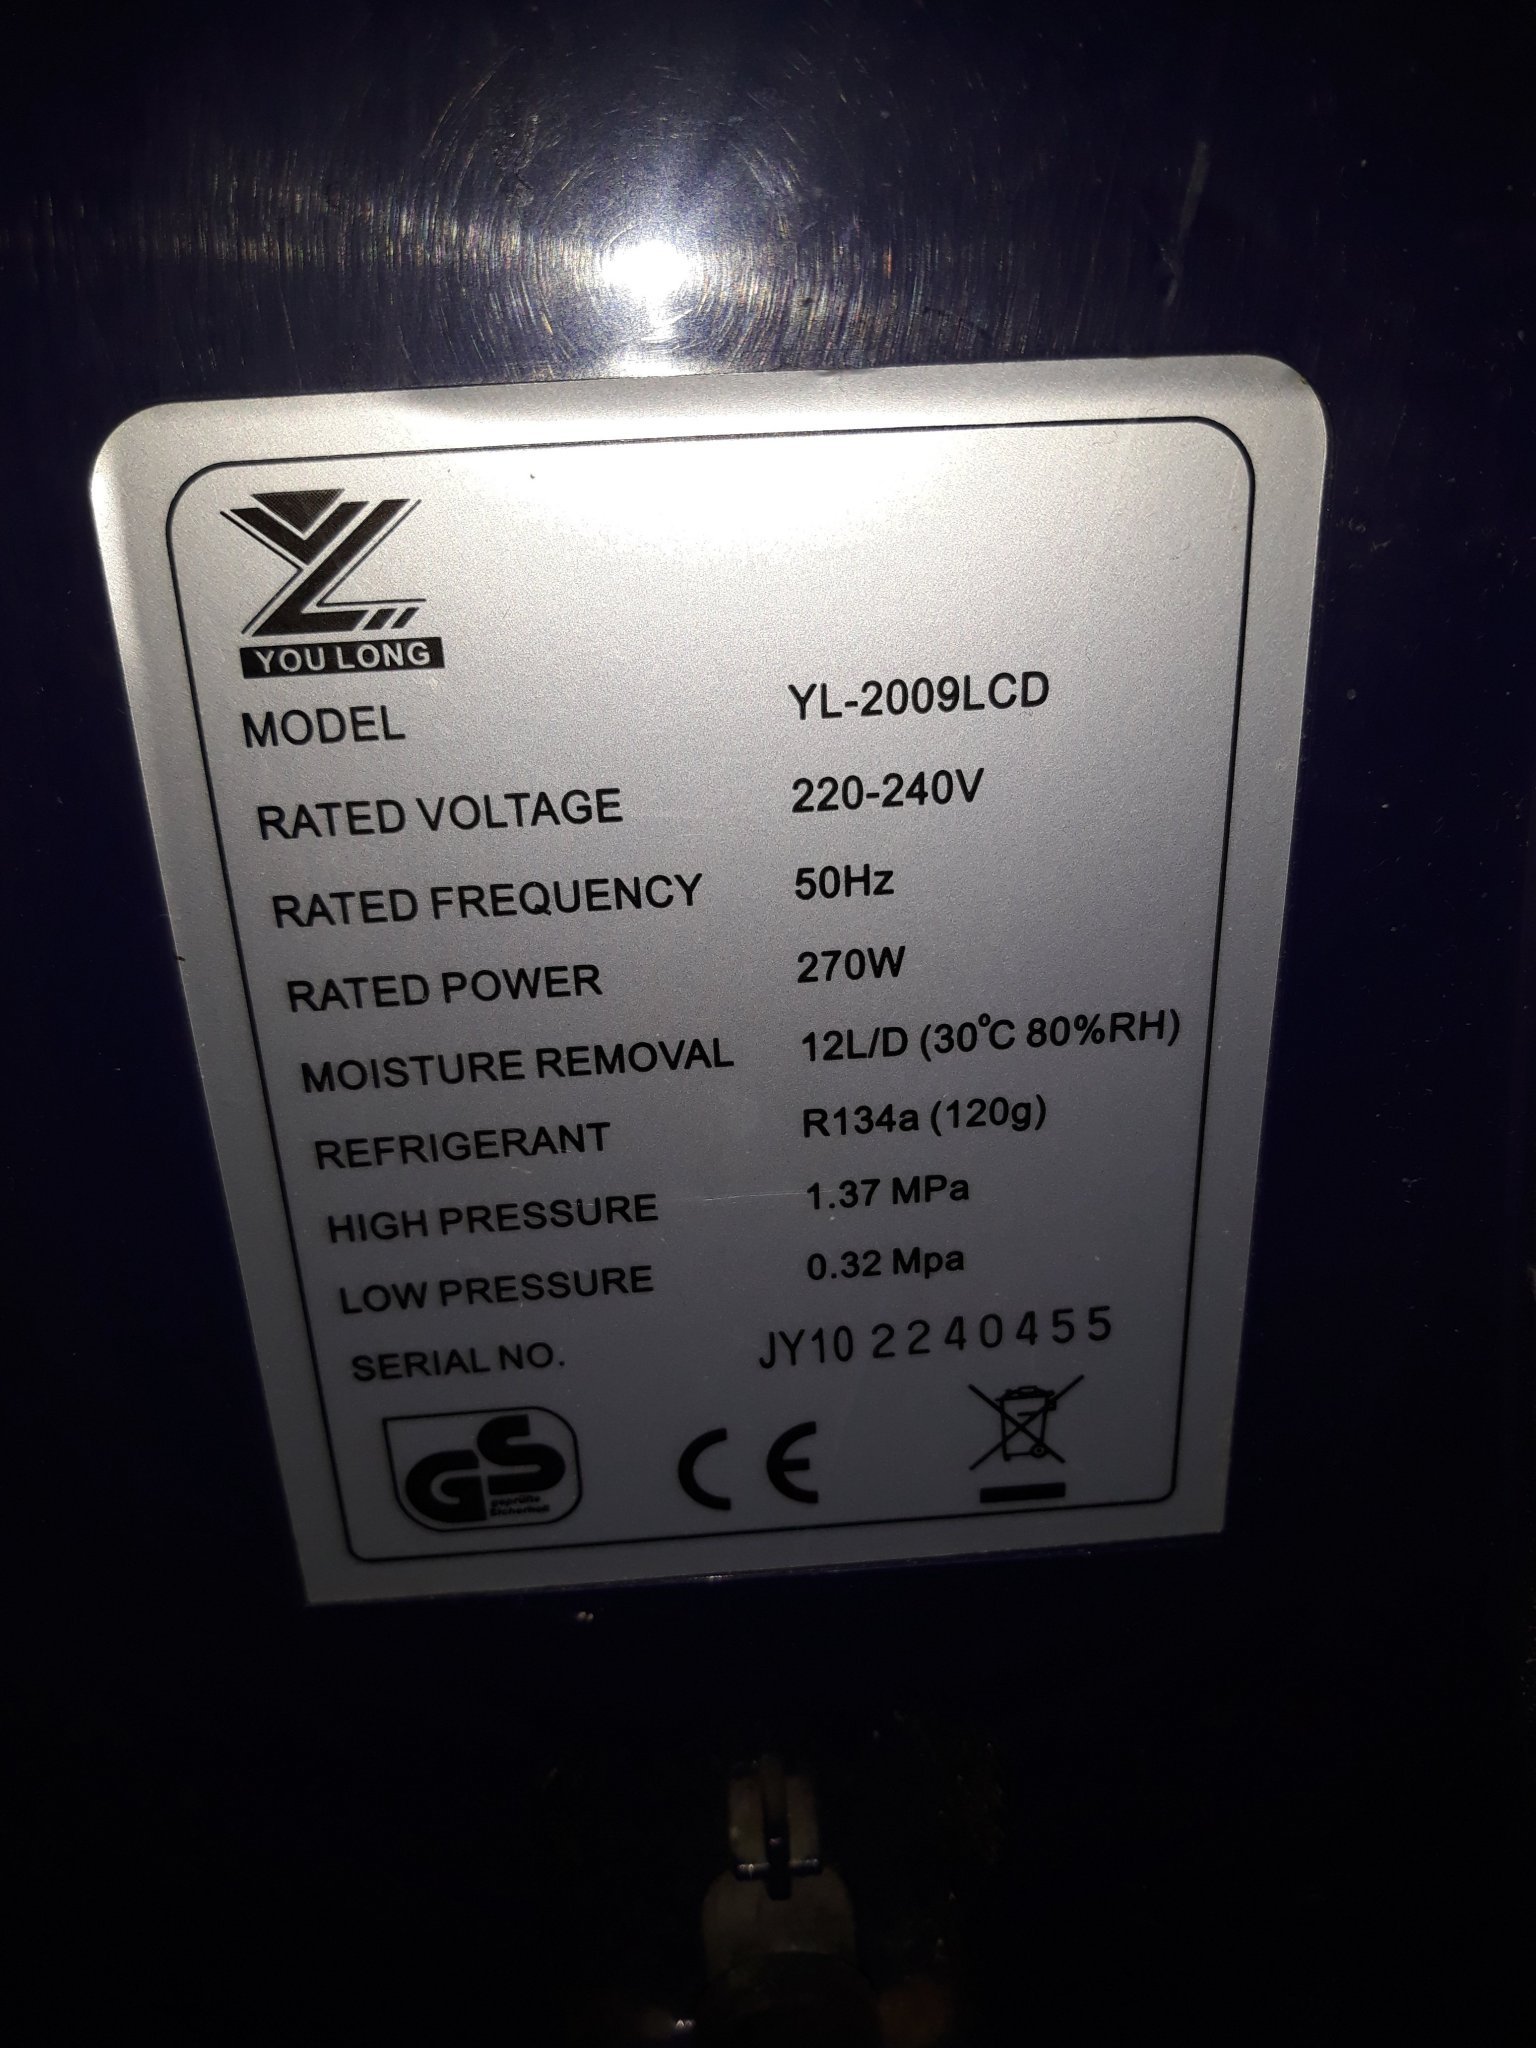 YOU LONG
MODEL YL-2009LCD
RATED VOLTAGE 220-240V
RATED FREQUENCY 50Hz
RATED POWER 270W
MOISTURE REMOVAL 12L/D (30°C 80%RH)
REFRIGERANT R134a (120g)
HIGH PRESSURE 1.37 MPa
LOW PRESSURE 0.32 Mpa
SERIAL NO. JY10 2240455
GS
geprüfte
Sicherheit
CE